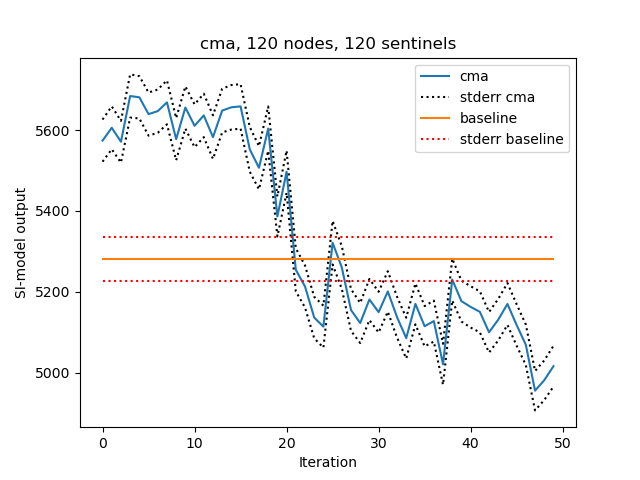 cma, 120 nodes, 120 sentinels
cma
stderr cma
baseline
stderr baseline
SI-model output
5600
5400
5200
5000
0 10 20 30 40 50
Iteration